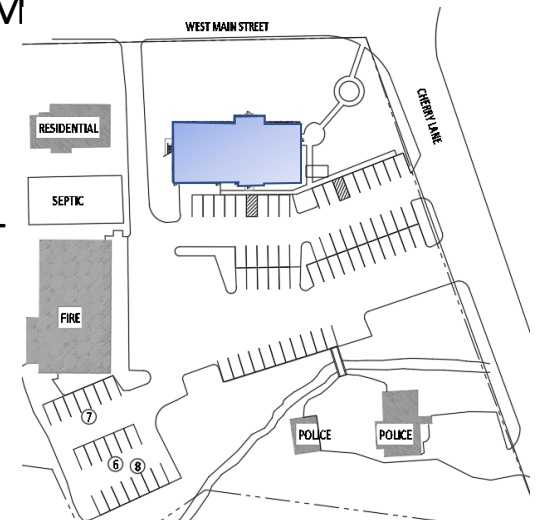 WEST MAIN STREET
CHERRY LANE
RESIDENTIAL
SEPTIC
FIRE
7
6
8
POLICE
POLICE